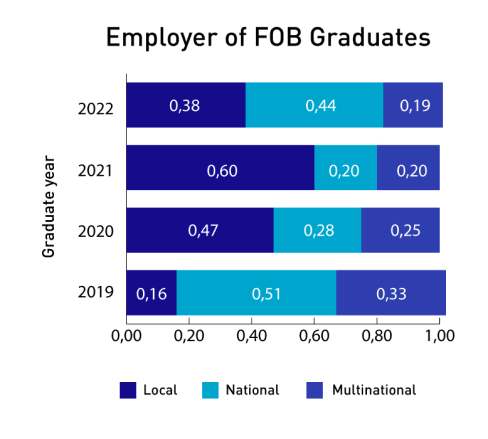 Employer of FOB Graduates
Graduate year
2022 0,38 0,44 0,19
2021 0,60 0,20 0,20
2020 0,47 0,28 0,25
2019 0,16 0,51 0,33
0,00 0,20 0,40 0,60 0,80 1,00
Local National Multinational